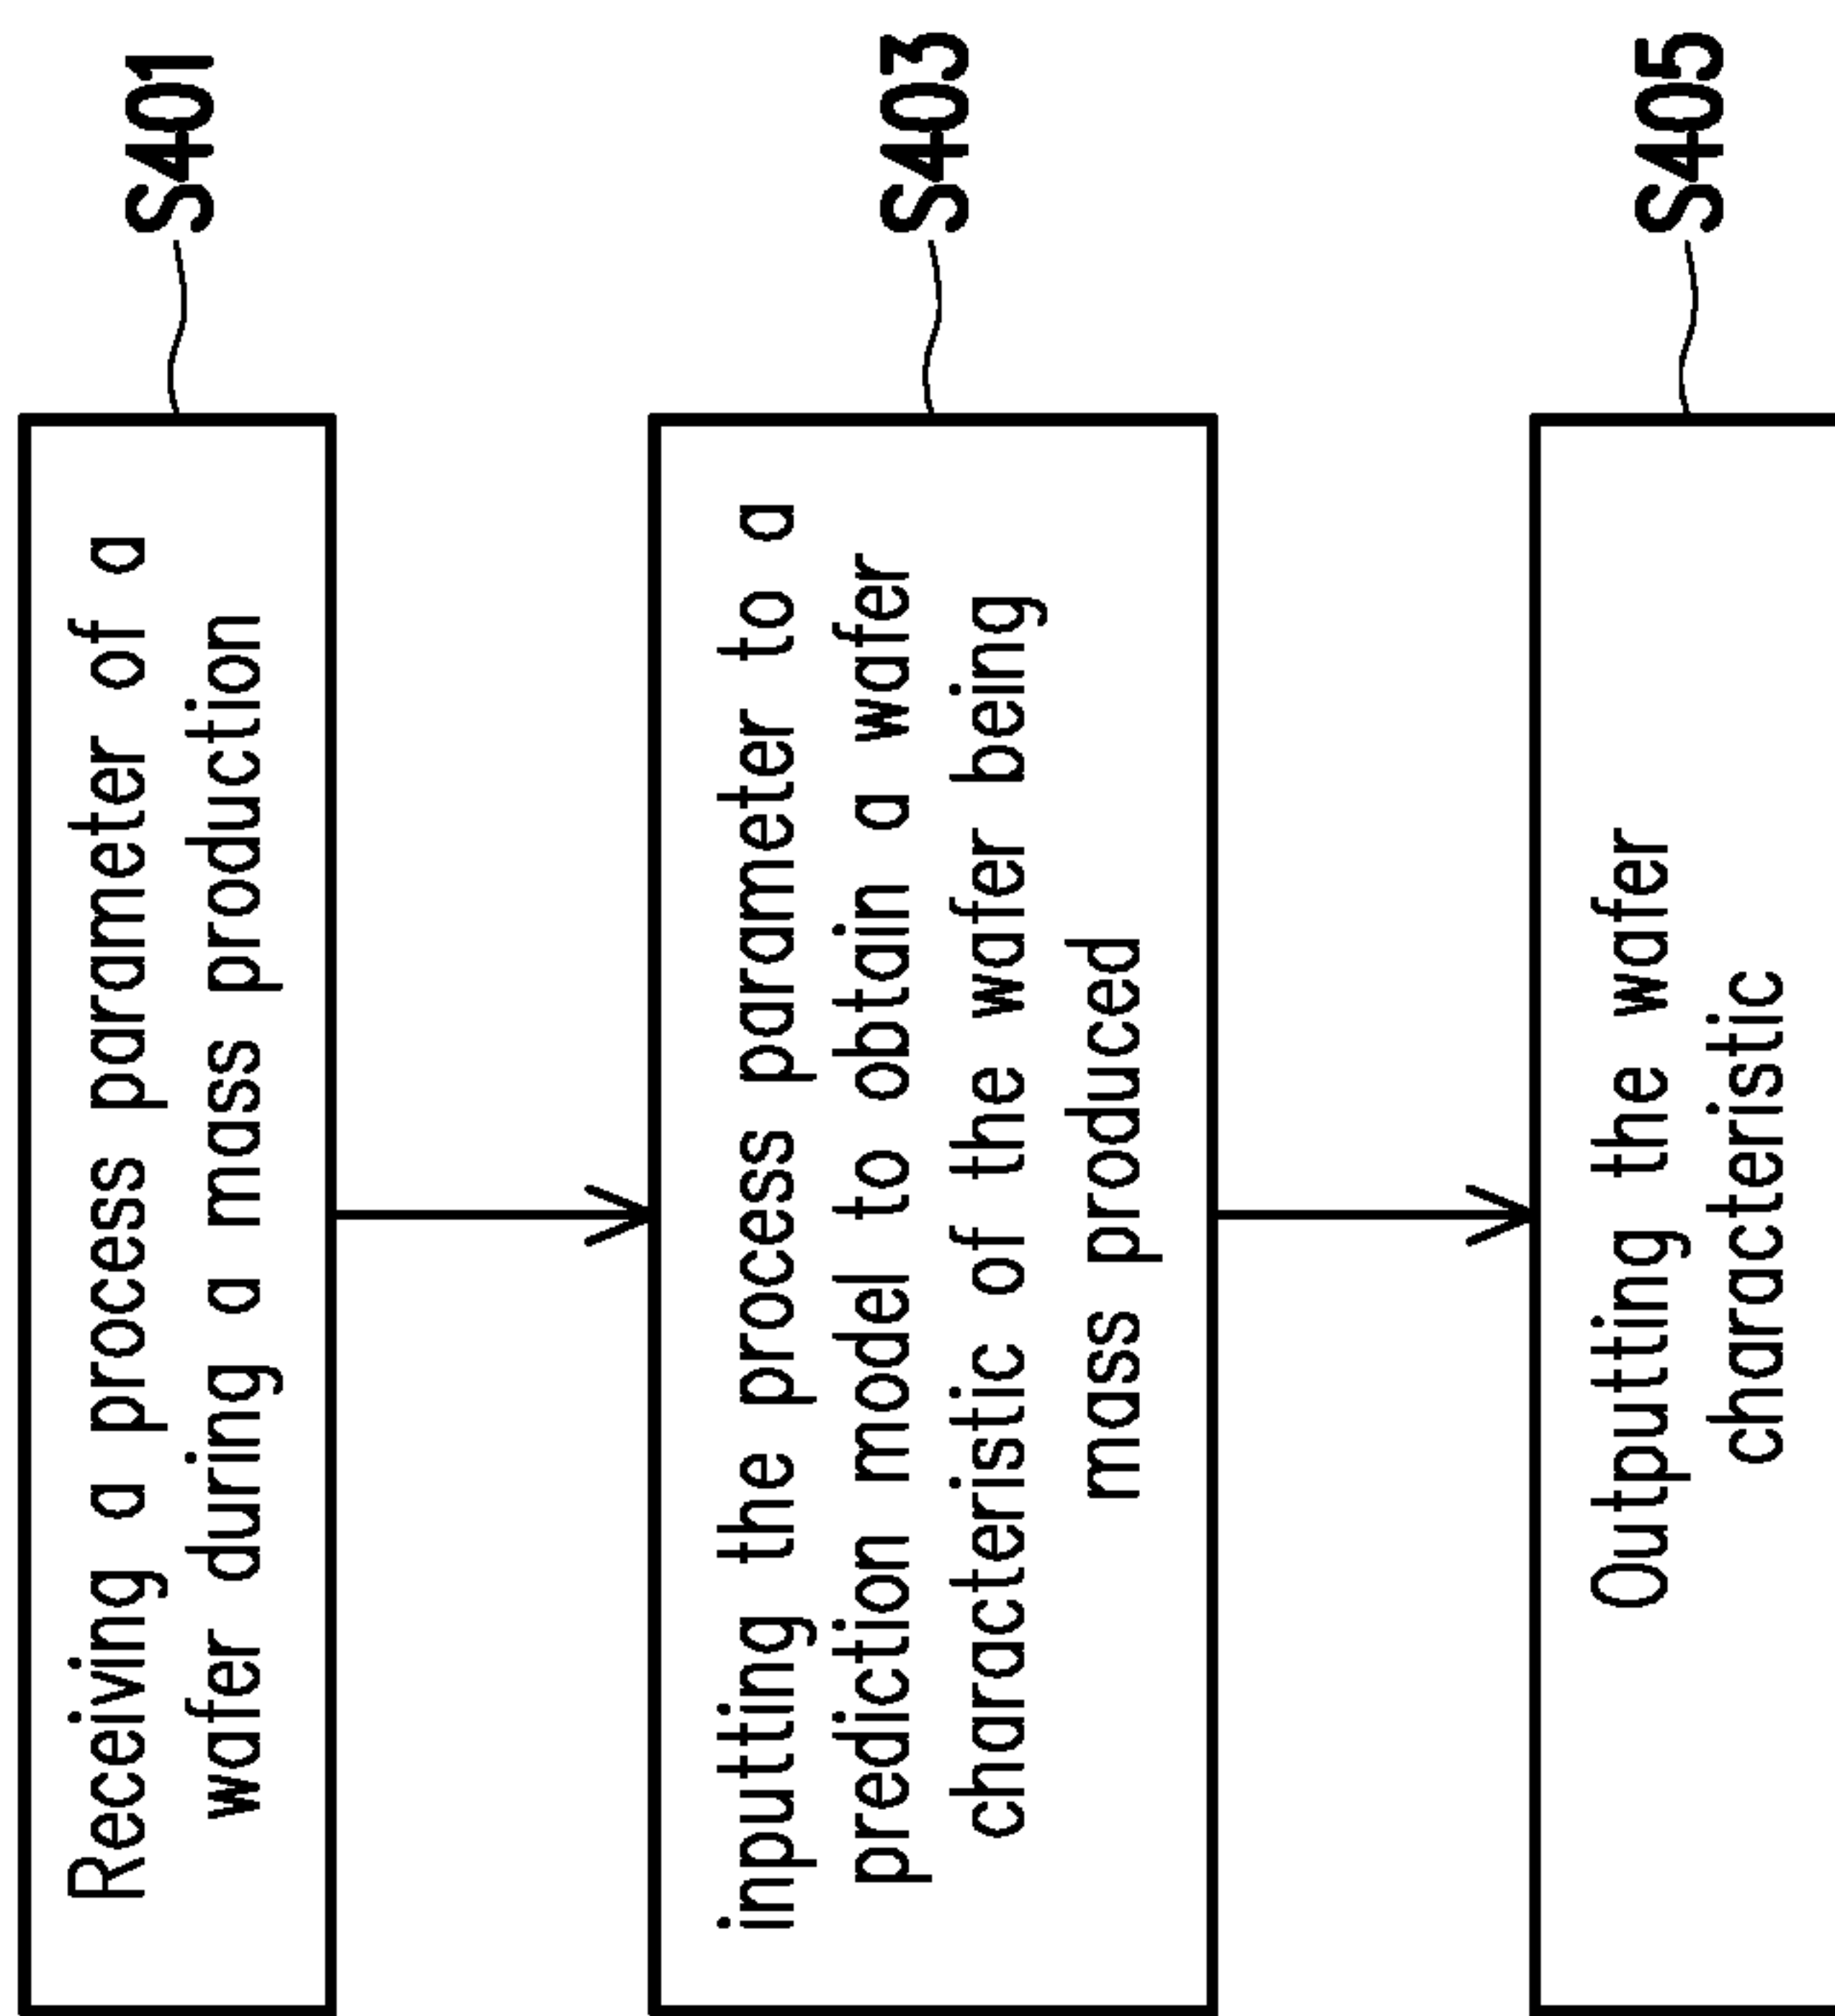 Receiving a process parameter of a
wafer during a mass production
S401
inputting the process parameter to a
prediction model to obtain a wafer
characteristic of the wafer being
mass produced
S403
Outputting the wafer
characteristic
S405